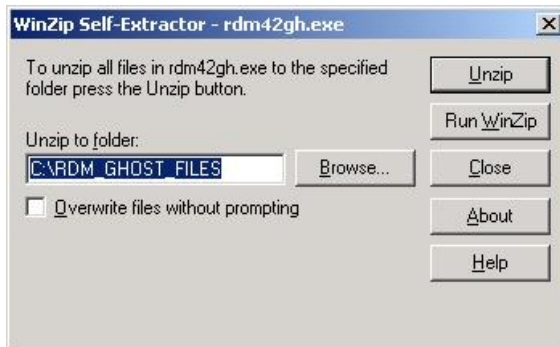 WinZip Self-Extractor - rdm42gh.exe
To unzip all files in rdm42gh.exe to the specified
folder press the Unzip button.
Unzip to folder:
C:\RDM_GHOST_FILES
Browse...
Overwrite files without prompting
Unzip
Run WinZip
Close
About
Help